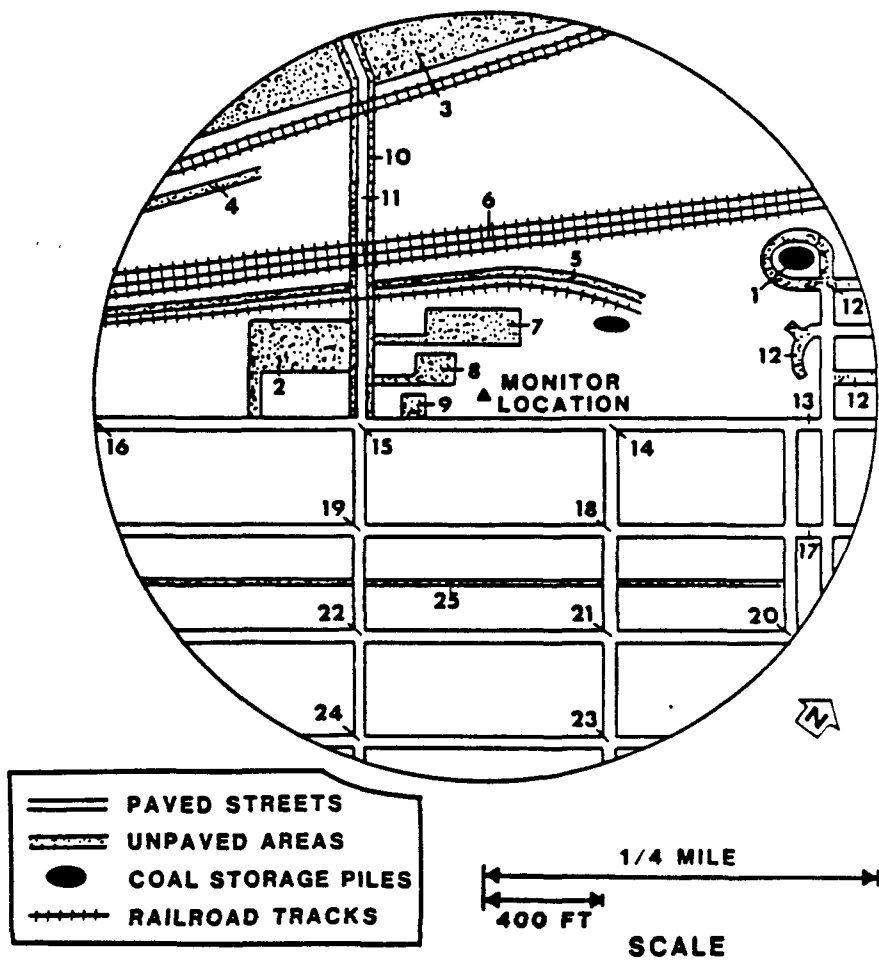 3
10
11
4
6
5
1
12
7
12
8
2
MONITOR
LOCATION
12
9
13
16
15
14
19
18
17
25
22
21
20
24
23
N
PAVED STREETS
UNPAVED AREAS
COAL STORAGE PILES
RAILROAD TRACKS
1/4 MILE
400 FT
SCALE